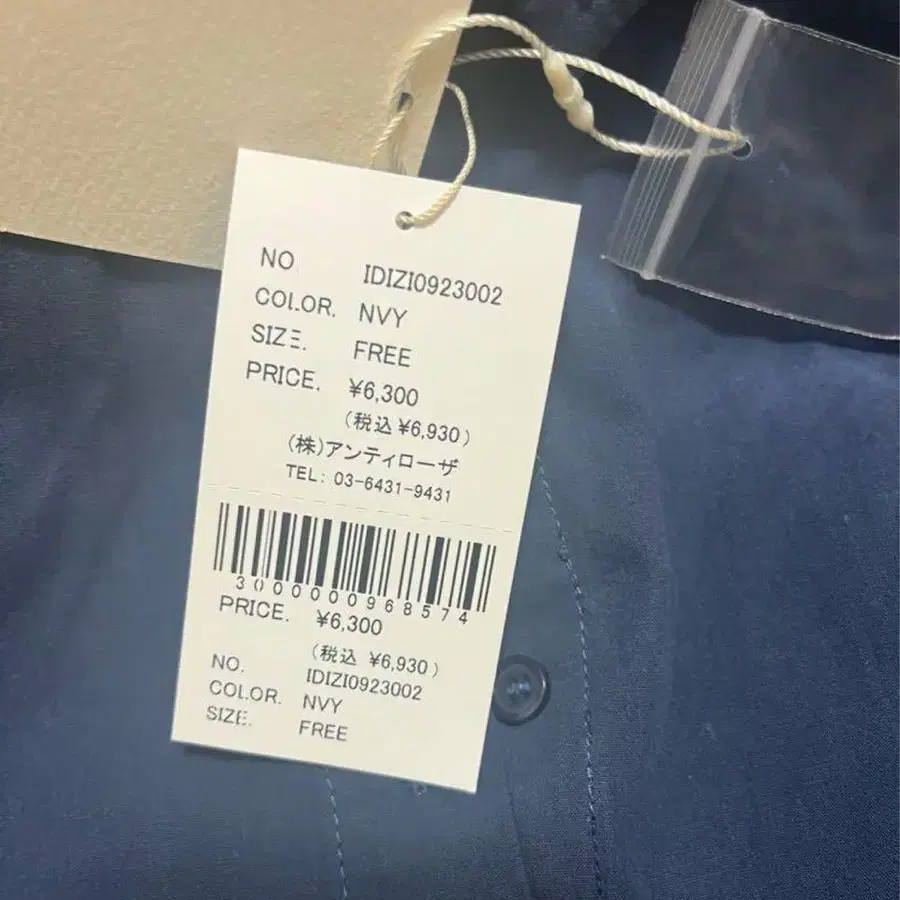 NO IDIZI0923002
COLOR. NVY
SIZE. FREE
PRICE. ¥6,300
(税込 ¥6,930)
(株)アンティローザ
TEL: 03-6431-9431
3000000968574
PRICE. ¥6,300
(税込 ¥6,930)
NO. IDIZI0923002
COLOR. NVY
SIZE. FREE